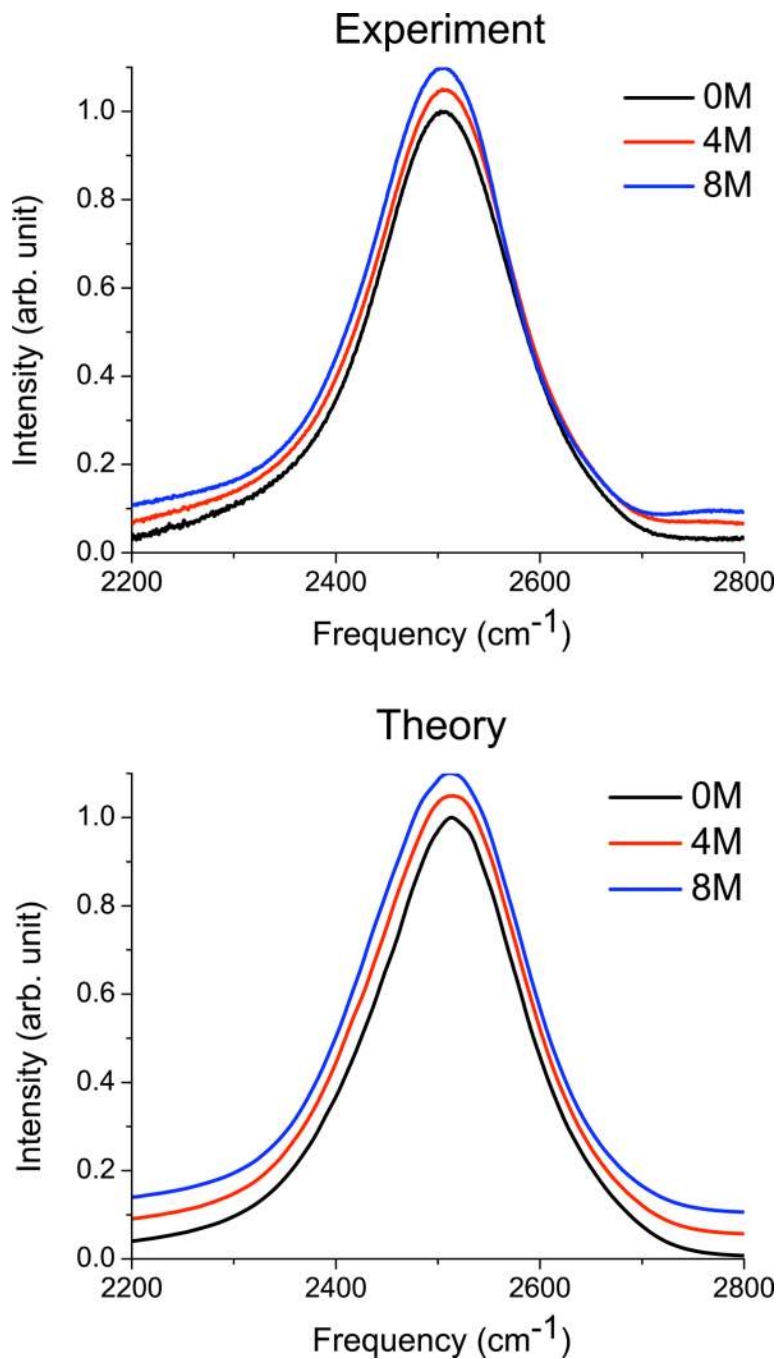 Experiment
0M
4M
8M
Intensity (arb. unit)
1.0
0.8
0.6
0.4
0.2
0.0
2200
2400
2600
2800
Frequency (cm-1)
Theory
0M
4M
8M
Intensity (arb. unit)
1.0
0.8
0.6
0.4
0.2
0.0
2200
2400
2600
2800
Frequency (cm-1)